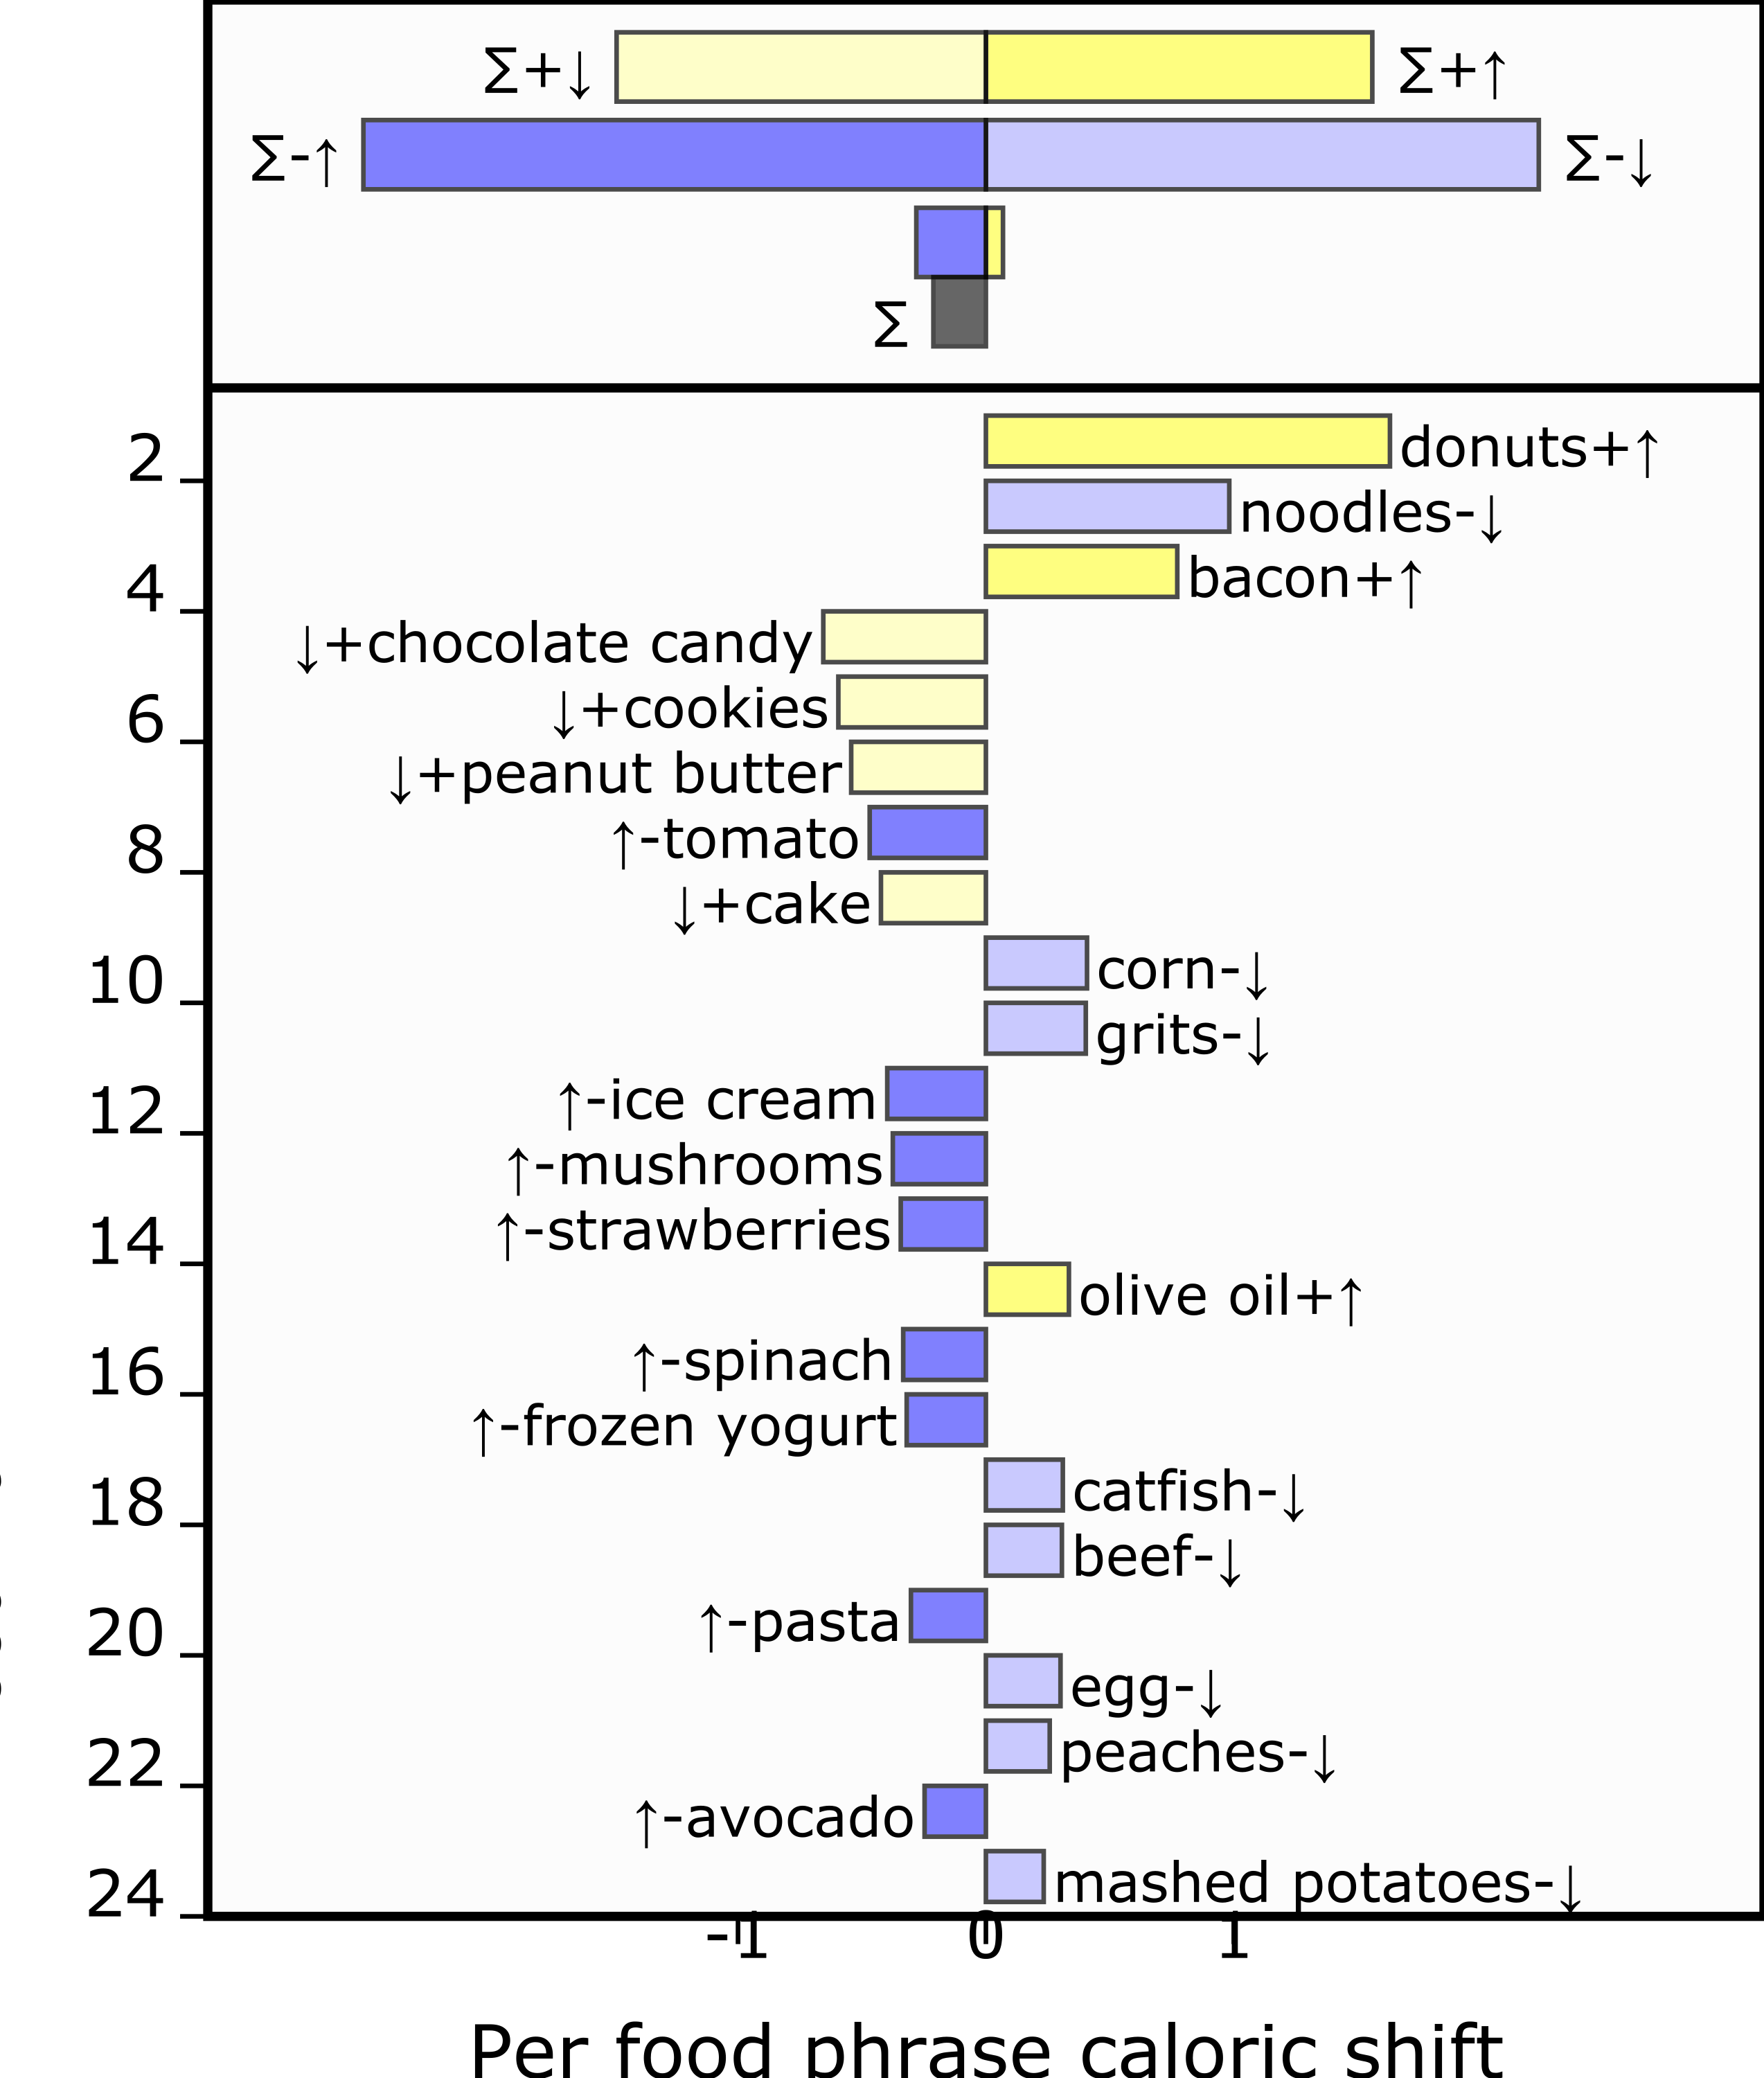 ∑+↓ ∑+↑
∑-↑ ∑-↓
∑
2
donuts+↑
noodles-↓
4
bacon+↑
↓+chocolate candy
6
↓+cookies
↓+peanut butter
8
↑-tomato
↓+cake
10
corn-↓
grits-↓
12
↑-ice cream
↑-mushrooms
14
↑-strawberries
olive oil+↑
16
↑-spinach
↑-frozen yogurt
18
catfish-↓
beef-↓
20
↑-pasta
egg-↓
22
peaches-↓
↑-avocado
24
mashed potatoes-↓
-1 0 1
Per food phrase caloric shift